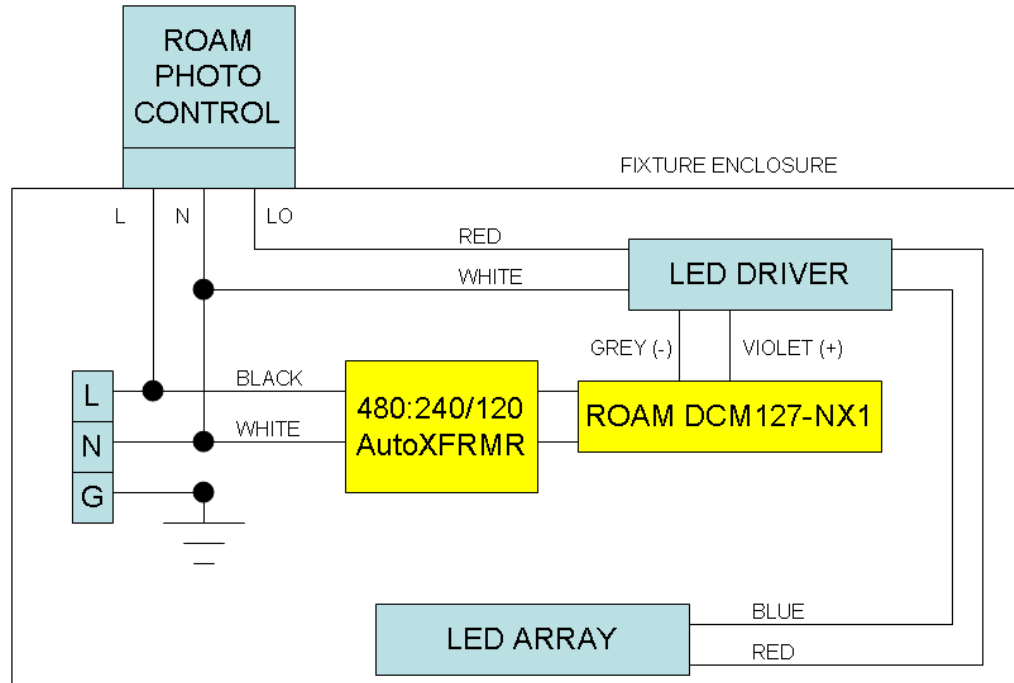 ROAM
PHOTO
CONTROL
FIXTURE ENCLOSURE
L
N
LO
RED
WHITE
LED DRIVER
GREY (-)
VIOLET (+)
L
BLACK
480:240/120
AutoXFRMR
ROAM DCM127-NX1
N
WHITE
G
LED ARRAY
BLUE
RED